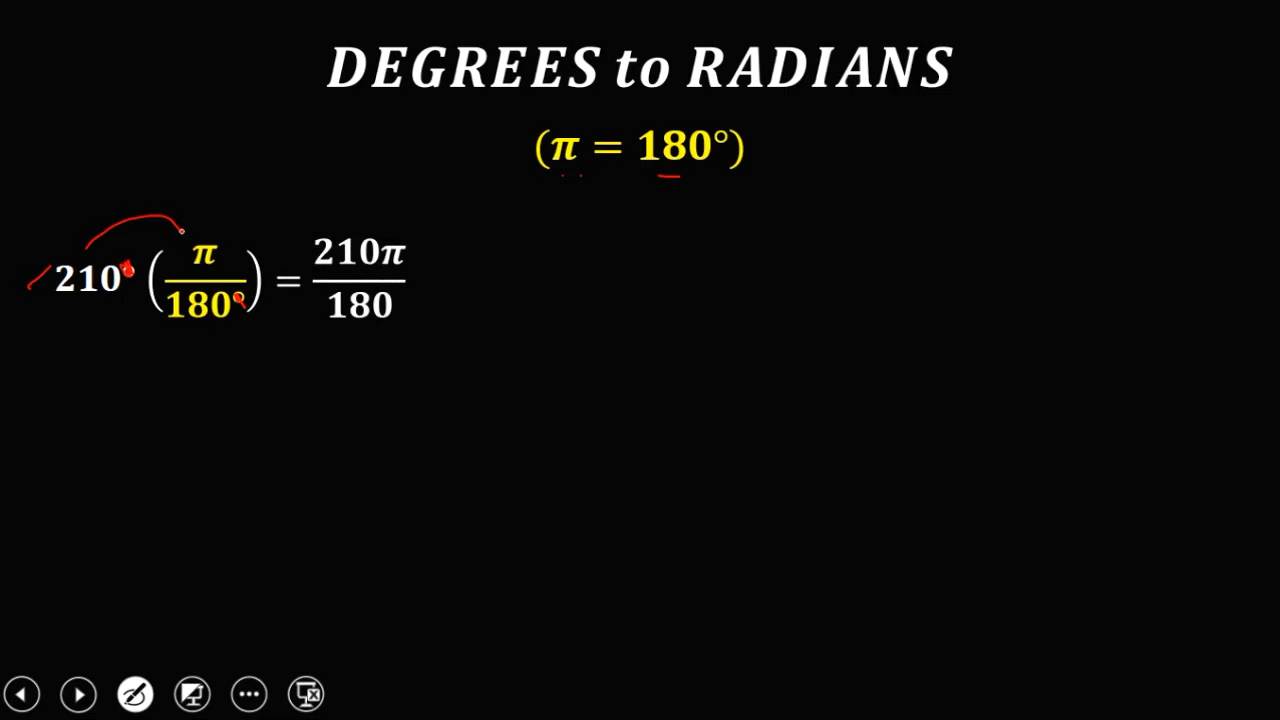 DEGREES to RADIANS
(π = 180°)
210° (π/180°) = 210π/180